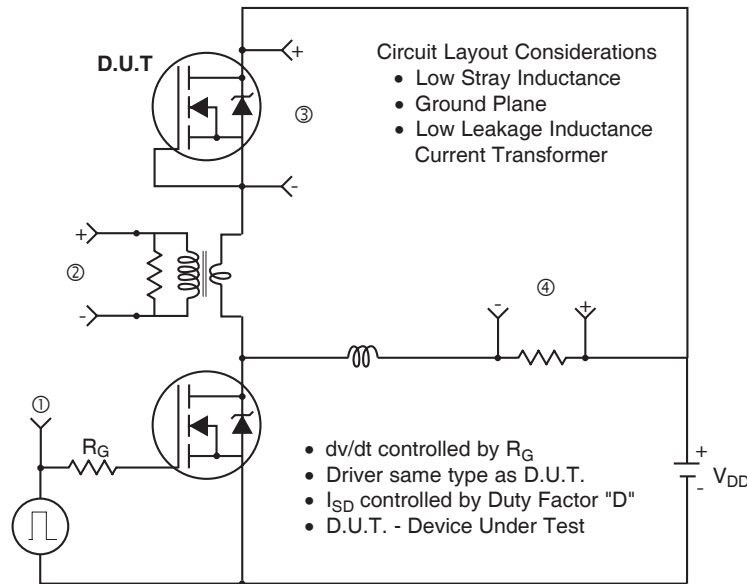 D.U.T
+
③
-
Circuit Layout Considerations
• Low Stray Inductance
• Ground Plane
• Low Leakage Inductance
Current Transformer
+
②
-
④
- +
①
R_G
• dv/dt controlled by R_G
• Driver same type as D.U.T.
• I_SD controlled by Duty Factor "D"
• D.U.T. - Device Under Test
+
V_DD
-